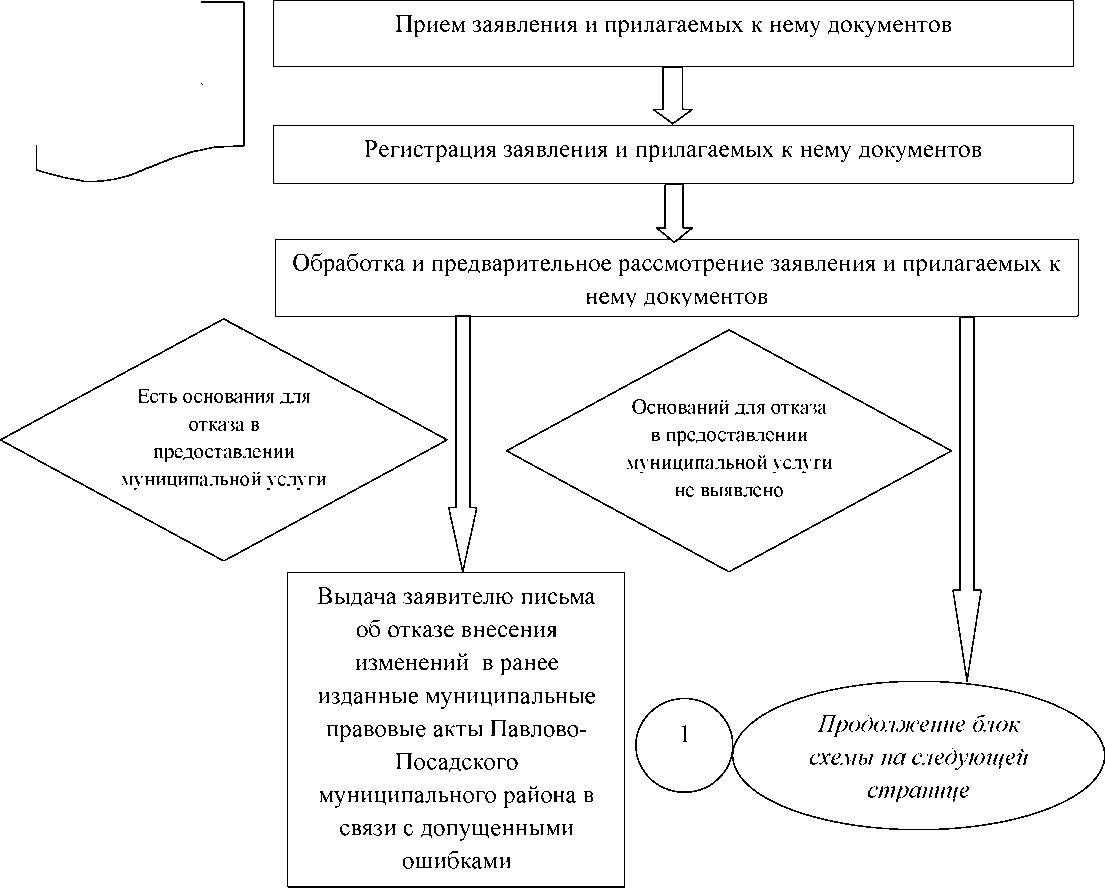 Прием заявления и прилагаемых к нему документов
Регистрация заявления и прилагаемых к нему документов
Обработка и предварительное рассмотрение заявления и прилагаемых к
нему документов
Есть основания для
отказа в
предоставлении
муниципальной услуги
Оснований для отказа
в предоставлении
муниципальной услуги
не выявлено
Выдача заявителю письма
об отказе внесения
изменений в ранее
изданные муниципальные
правовые акты Павлово-
Посадского
муниципального района в
связи с допущенными
ошибками
1
Продолжение блок
схемы на следующей
странице